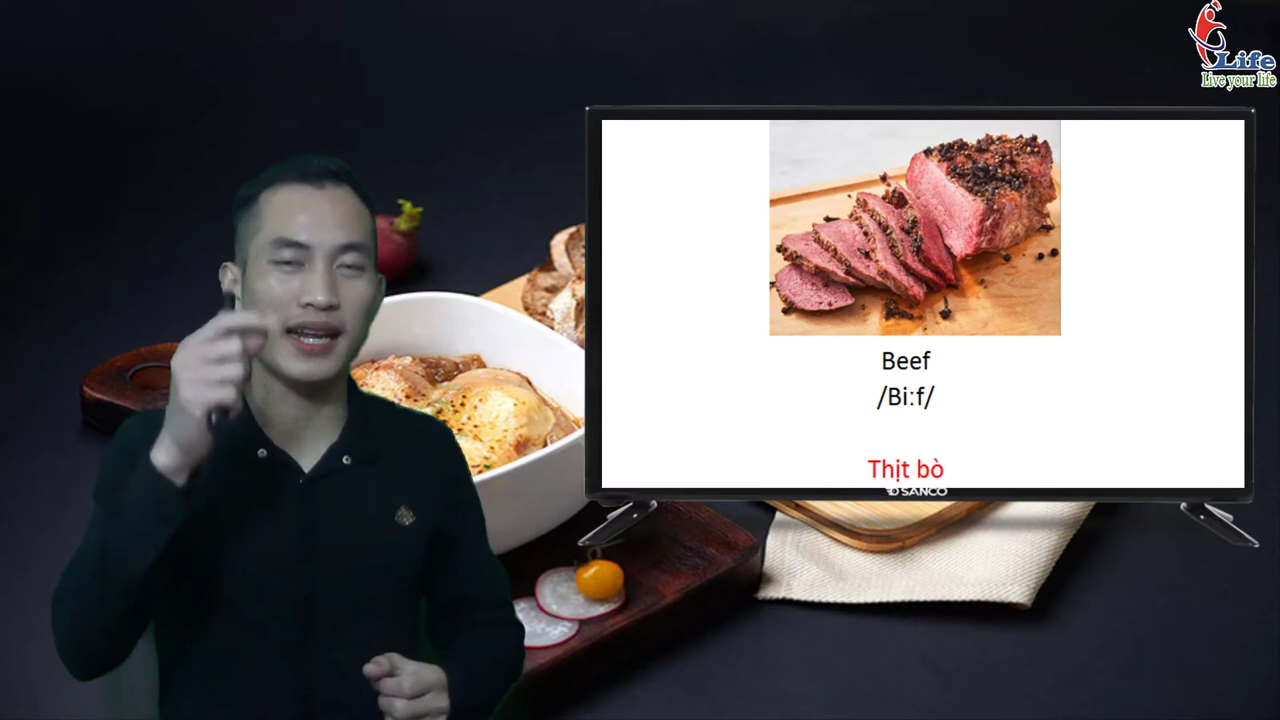 Life
Live your life
Beef
/Bi:f/
Thịt bò
SANCO